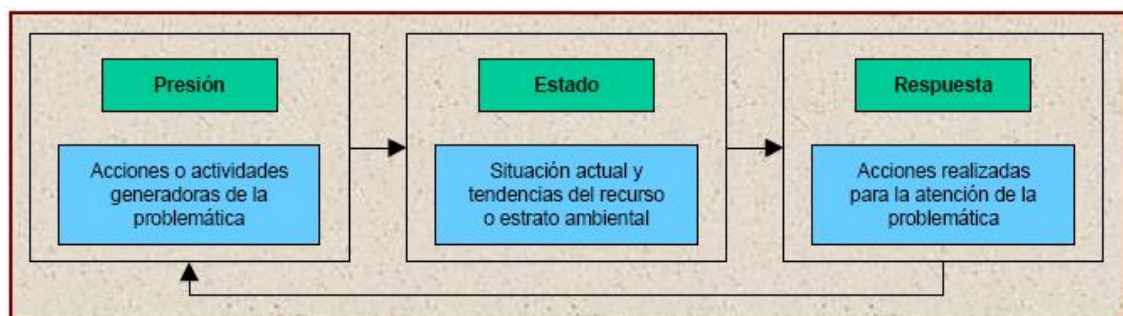 Presión
Acciones o actividades
generadoras de la
problemática
Estado
Situación actual y
tendencias del recurso
o estrato ambiental
Respuesta
Acciones realizadas
para la atención de la
problemática